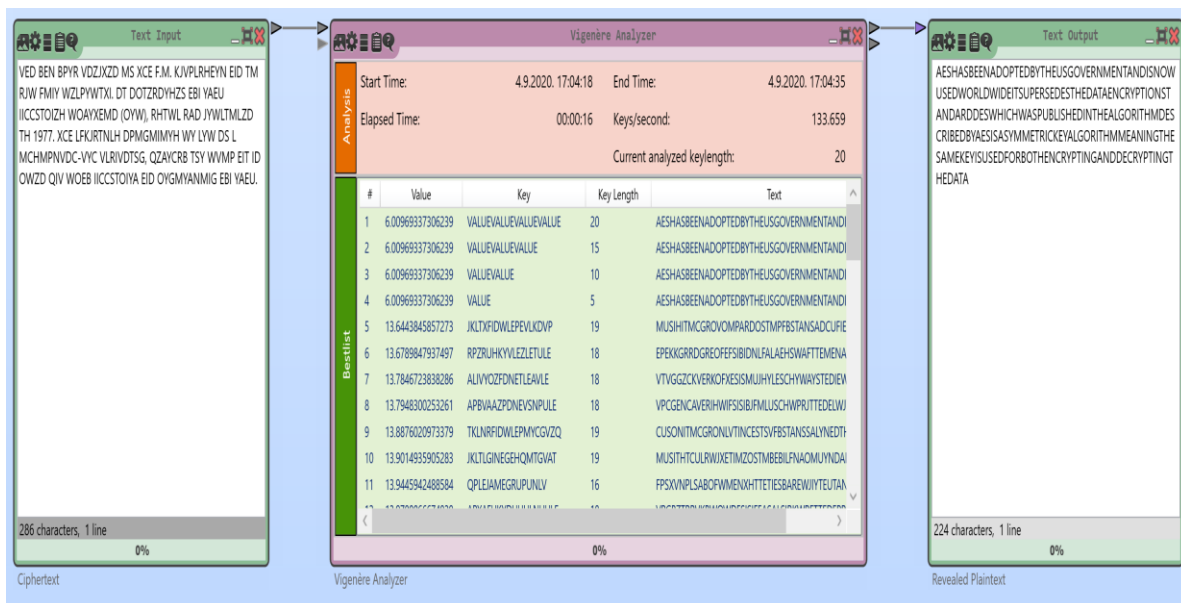 Text Input
VED BEN BPYR VDZJXZD MS XCE F.M. KJVPLRHEYN EID TM
RJW FMIY WZLPYWTXI. DT DOTZRDYHZS EBI YAEU
IICCSTOIZH WOAYXEMD (OYW), RHTWL RAD JYWLTMLZD
TH 1977. XCE LFKJRTNLH DPMGMIMYH WY LYW DS L
MCHMPNVDC-VYC VLRIVDTSG, QZAYCRB TSY WVMP EIT ID
OWZD QIV WOEB IICCSTOIYA EID OYGMYANMIG EBI YAEU.
286 characters, 1 line
0%
Ciphertext
Vigenère Analyzer
Analysis
Start Time: 4.9.2020. 17:04:18 End Time: 4.9.2020. 17:04:35
Elapsed Time: 00:00:16 Keys/second: 133.659
Current analyzed keylength: 20
Bestlist
# Value Key Key Length Text
1 6.00969337306239 VALUEVALUEVALUEVALUE 20 AESHASBEENADOPTEDBYTHEUSGOVERNMENTANDI
2 6.00969337306239 VALUEVALUEVALUE 15 AESHASBEENADOPTEDBYTHEUSGOVERNMENTANDI
3 6.00969337306239 VALUEVALUE 10 AESHASBEENADOPTEDBYTHEUSGOVERNMENTANDI
4 6.00969337306239 VALUE 5 AESHASBEENADOPTEDBYTHEUSGOVERNMENTANDI
5 13.6443845857273 JKLTXFIDWLEPEVLKDVP 19 MUSIHITMCGROVOMPARDOSTMPFBSTANSADCUFIE
6 13.6789847937497 RPZRUHKYVLEZLETULE 18 EPEKKGRRDGREOFEFSIBIDNLFALAEHSWAFTTEMENA
7 13.7846723838286 ALIVYOZFDNETLEAVLE 18 VTVGGZCKVERKOFXESISMUJHYLESCHYWAYSTEDIEW
8 13.7948300253261 APBVAAZPDNEVSNPULE 18 VPCGENCAVERIHWIFSISIBJFMLUSCHWPRJTTEDELWJ
9 13.8876020973379 TKLNRFIDWLEPMYCGVZQ 19 CUSONITMCGRONLVTINCESTSVFBSTANSSALYNEDTH
10 13.9014935905283 JKLTLGINEGEHQMTGVAT 19 MUSITHTCULRWJXETIMZOSTMBEBILFNAOMUYNDAI
11 13.9445942488584 QPLEJAMEGRUPUNLV 16 FPSXVNPLSABOFWMENXHTTETIESBAREWJIYTEUTAN
0%
Vigenère Analyzer
Text Output
AESHASBEENADOPTEDBYTHEUSGOVERNMENTANDISNOW
USEDWORLDWIDEITSUPERSEDESTHEDATAENCRYPTIONST
ANDARDDESWHICHWASPUBLISHEDINTHEALGORITHMDES
CRIBEDBYAESISASYMMETRICKEYALGORITHMMEANINGTHE
SAMEKEYISUSEDFORBOTHENCRYPTINGANDDECRYPTINGT
HEDATA
224 characters, 1 line
0%
Revealed Plaintext